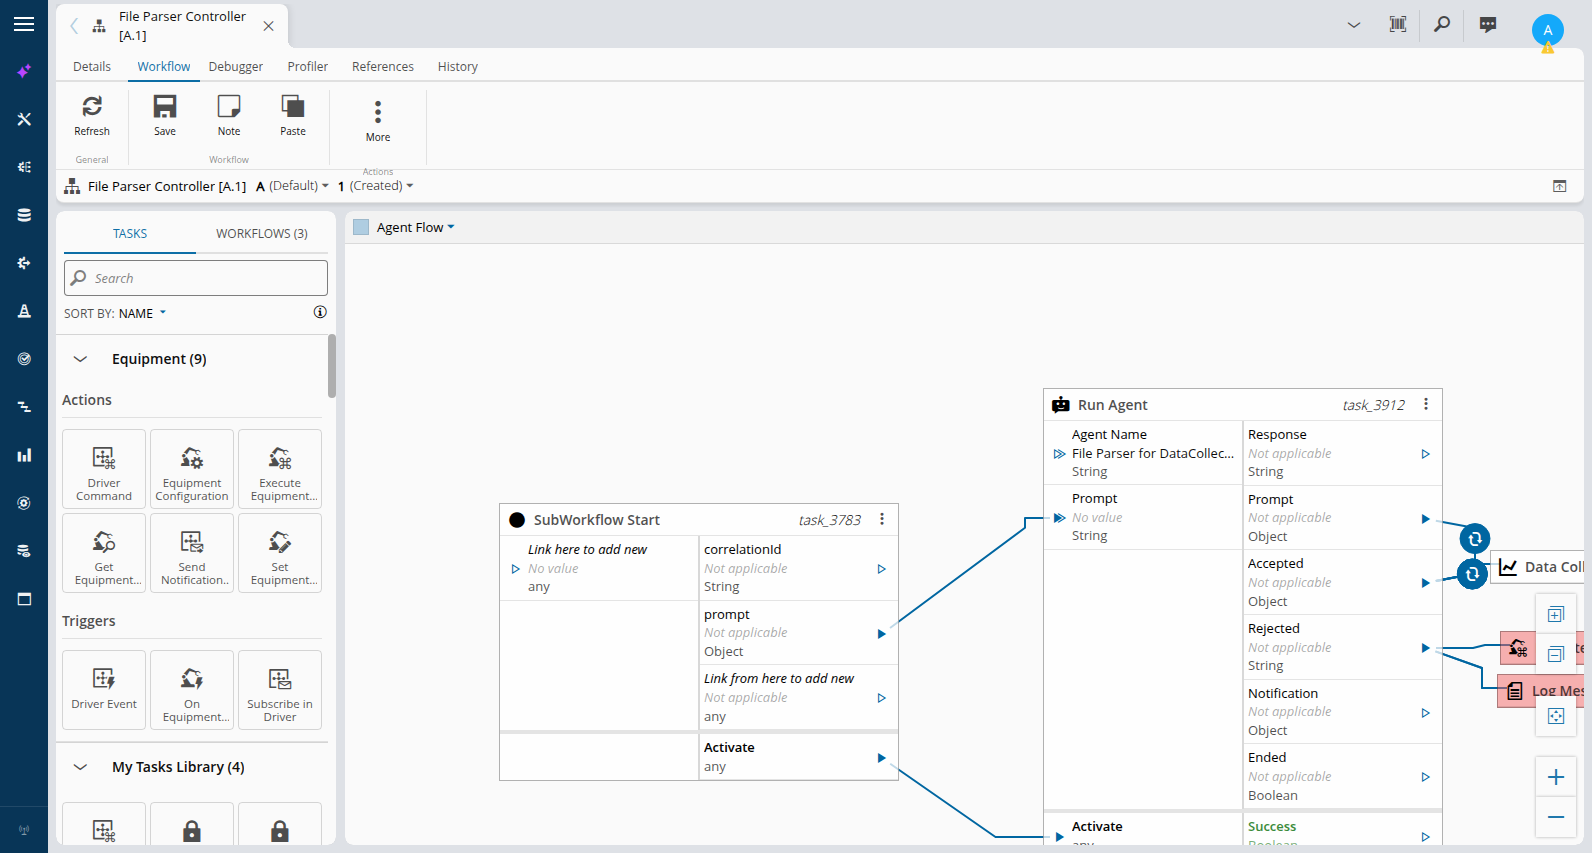 File Parser Controller
[A.1]
A
Details
Workflow
Debugger
Profiler
References
History
Refresh
Save
Note
Paste
More
General
Workflow
Actions
File Parser Controller [A.1]
A (Default)
1 (Created)
TASKS
WORKFLOWS (3)
Search
SORT BY: NAME
Equipment (9)
Actions
Driver
Command
Equipment
Configuration
Execute
Equipment...
Get
Equipment...
Send
Notification..
Set
Equipment...
Triggers
Driver Event
On
Equipment...
Subscribe in
Driver
My Tasks Library (4)
Agent Flow
SubWorkflow Start
task_3783
Link here to add new
No value
any
correlationId
Not applicable
String
prompt
Not applicable
Object
Link from here to add new
Not applicable
any
Activate
any
Run Agent
task_3912
Agent Name
File Parser for DataCollec...
String
Prompt
No value
String
Response
Not applicable
String
Prompt
Not applicable
Object
Accepted
Not applicable
Object
Rejected
Not applicable
String
Notification
Not applicable
Object
Ended
Not applicable
Boolean
Activate
any
Success
Boolean
Data Coll
Log Mes